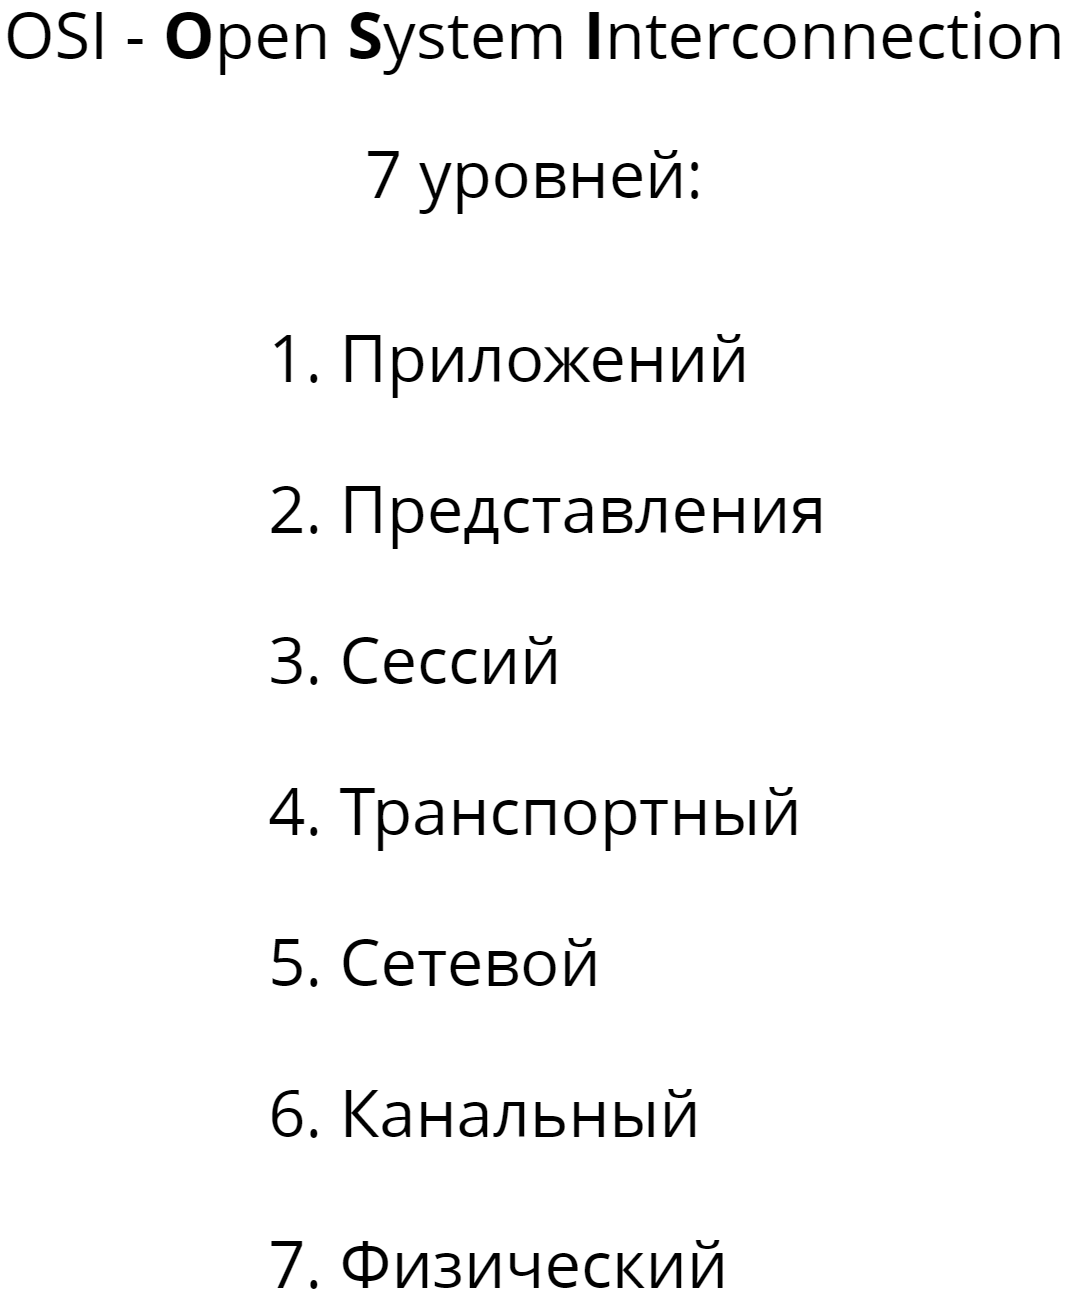 OSI - Open System Interconnection
7 уровней:
1. Приложений
2. Представления
3. Сессий
4. Транспортный
5. Сетевой
6. Канальный
7. Физический